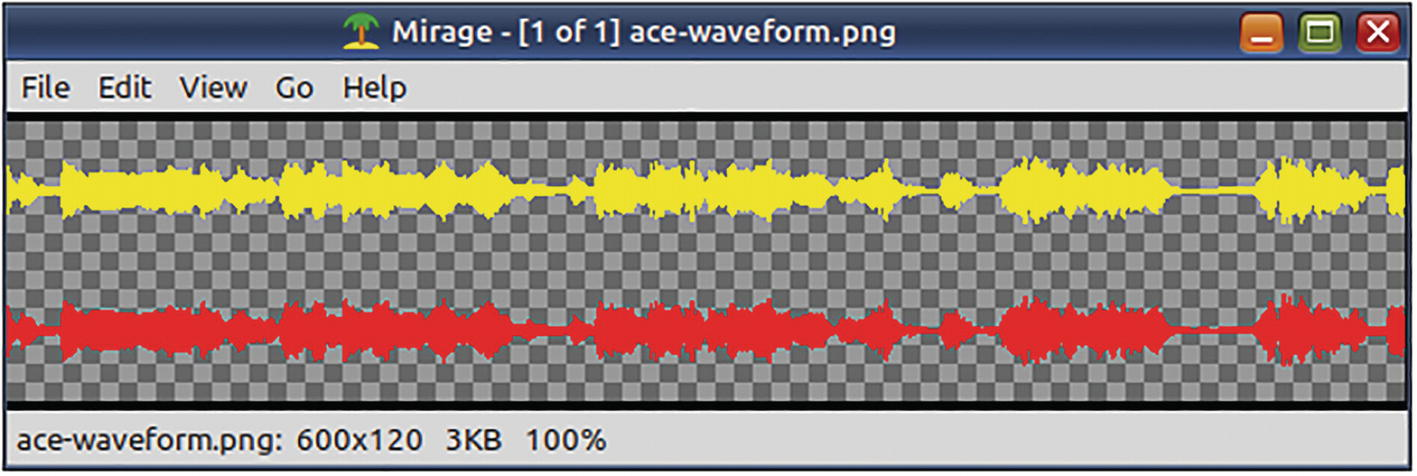 Mirage - [1 of 1] ace-waveform.png
File Edit View Go Help
ace-waveform.png: 600x120 3KB 100%